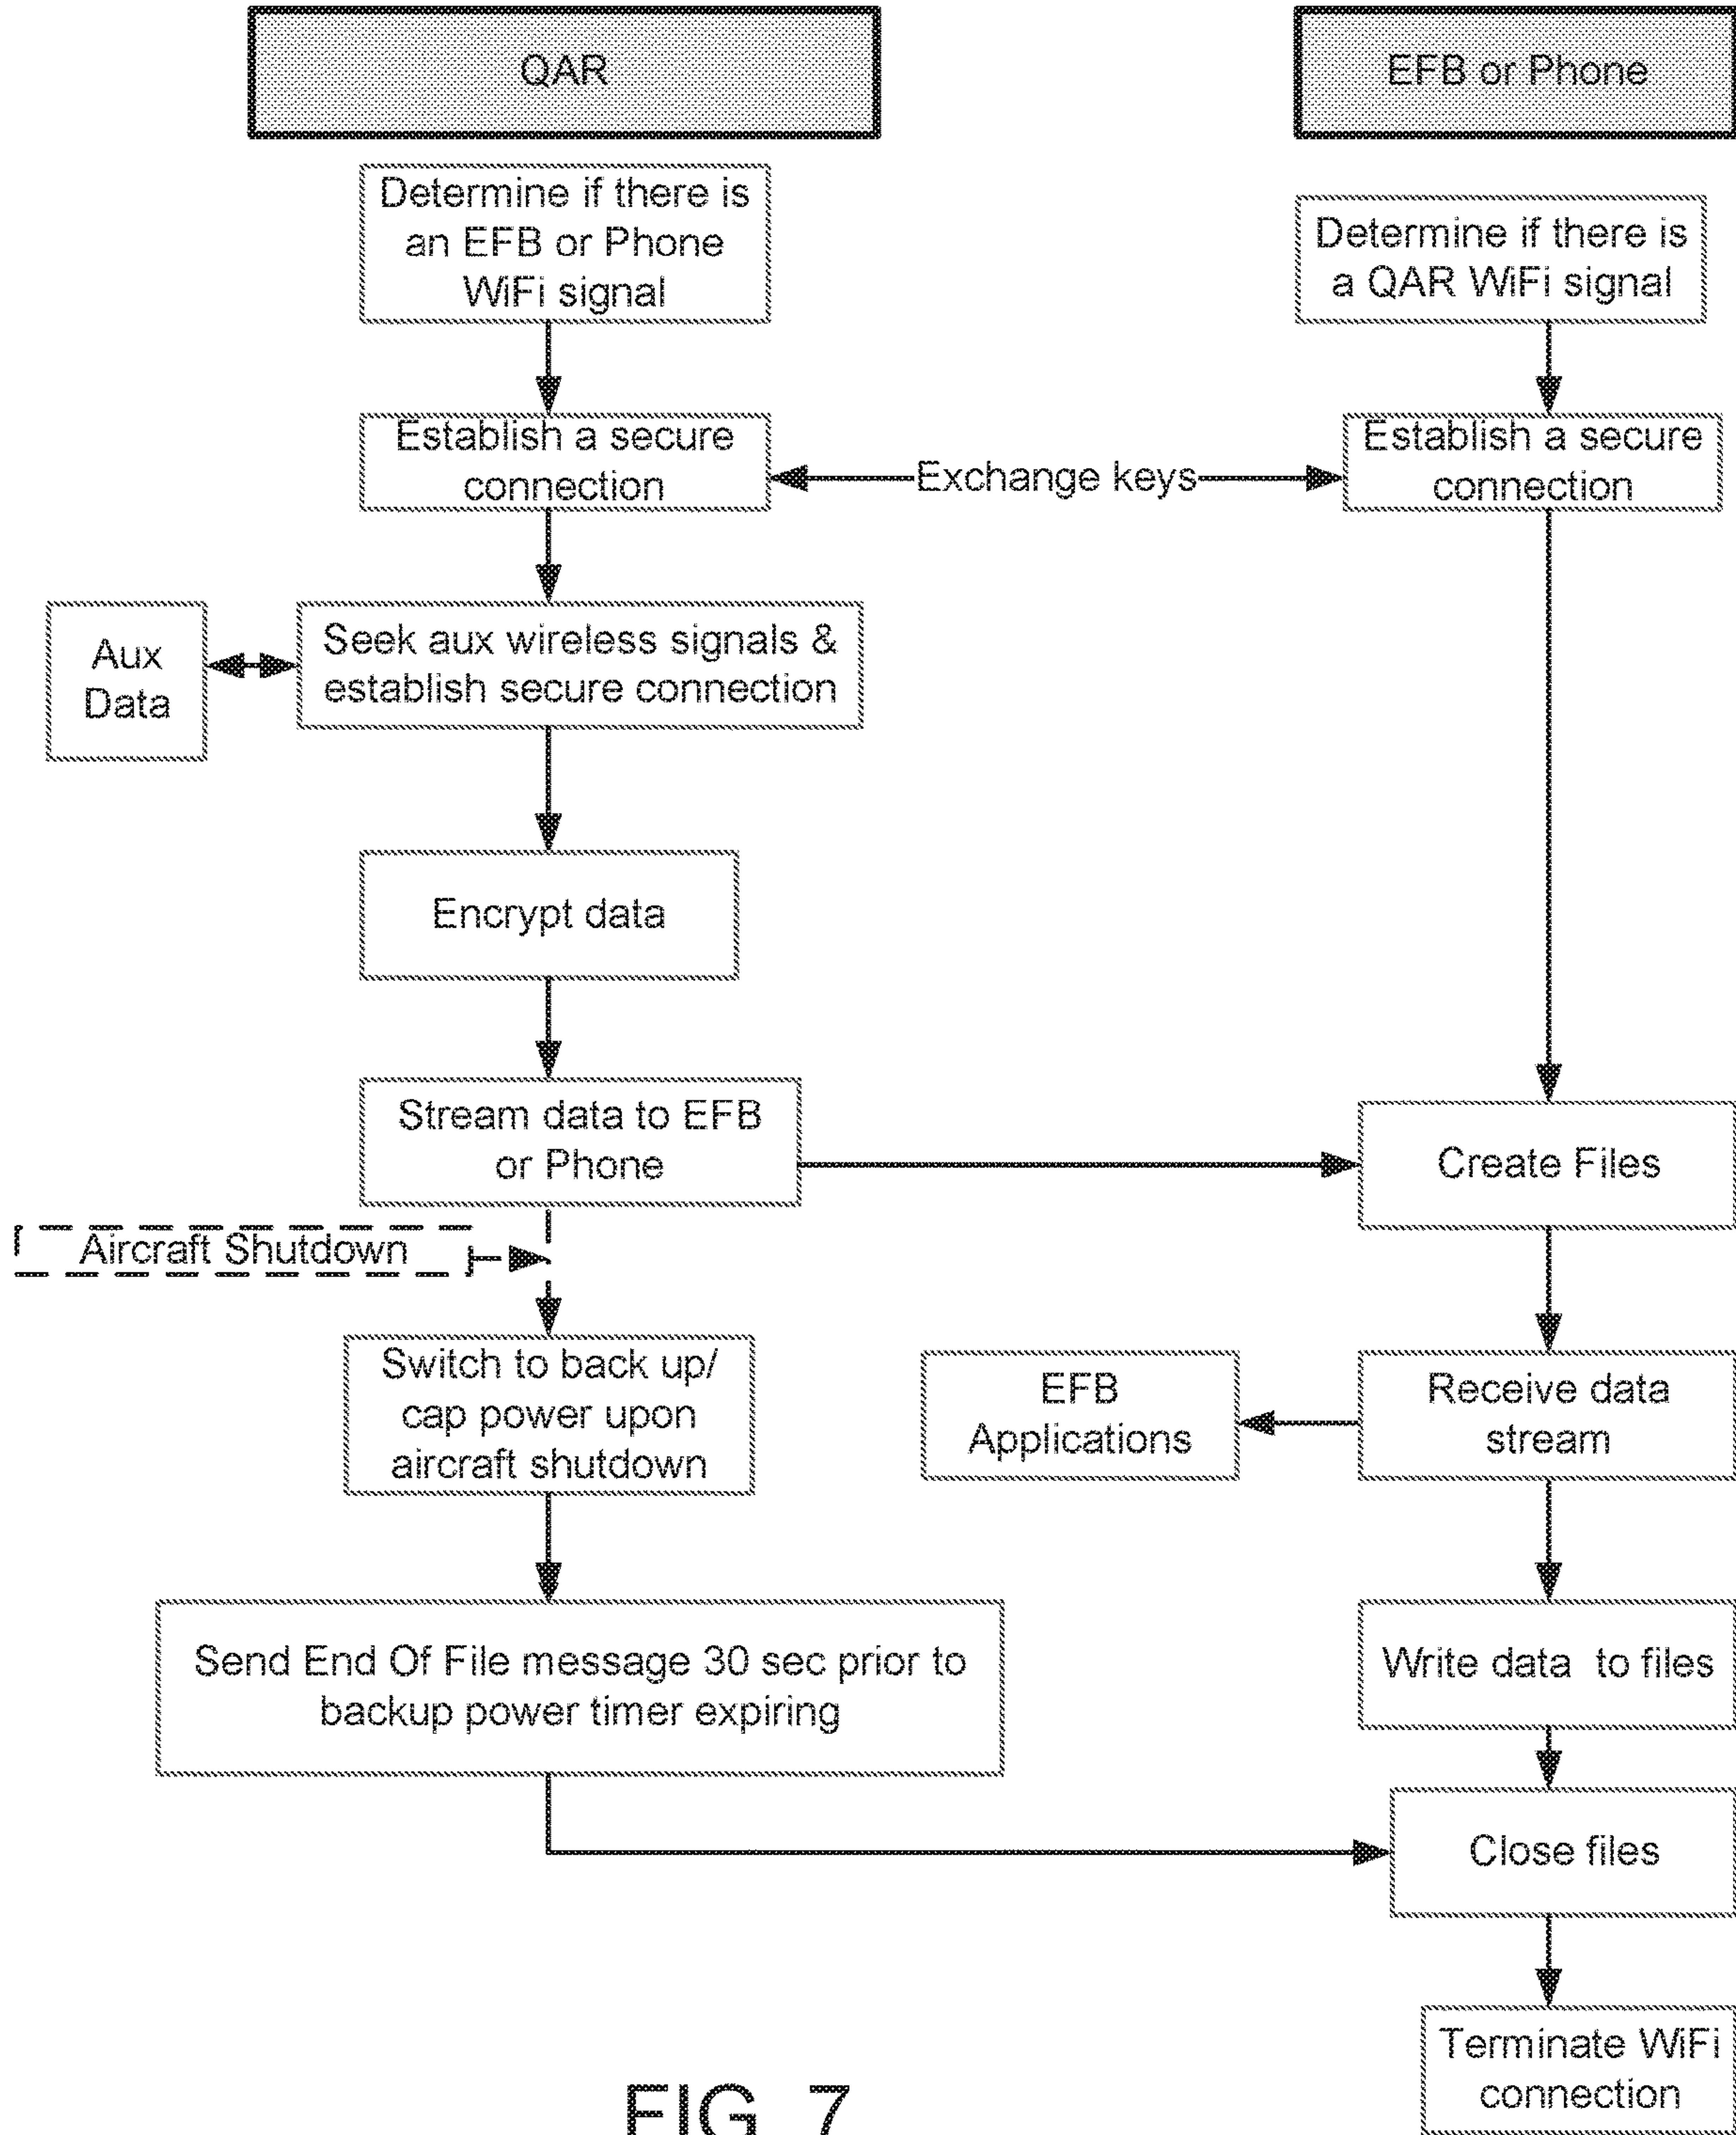 QAR
EFB or Phone
Determine if there is
an EFB or Phone
WiFi signal
Determine if there is
a QAR WiFi signal
Establish a secure
connection
Exchange keys
Establish a secure
connection
Aux
Data
Seek aux wireless signals &
establish secure connection
Encrypt data
Stream data to EFB
or Phone
Create Files
Aircraft Shutdown
Switch to back up/
cap power upon
aircraft shutdown
EFB
Applications
Receive data
stream
Send End Of File message 30 sec prior to
backup power timer expiring
Write data to files
Close files
Terminate WiFi
connection
FIG. 7